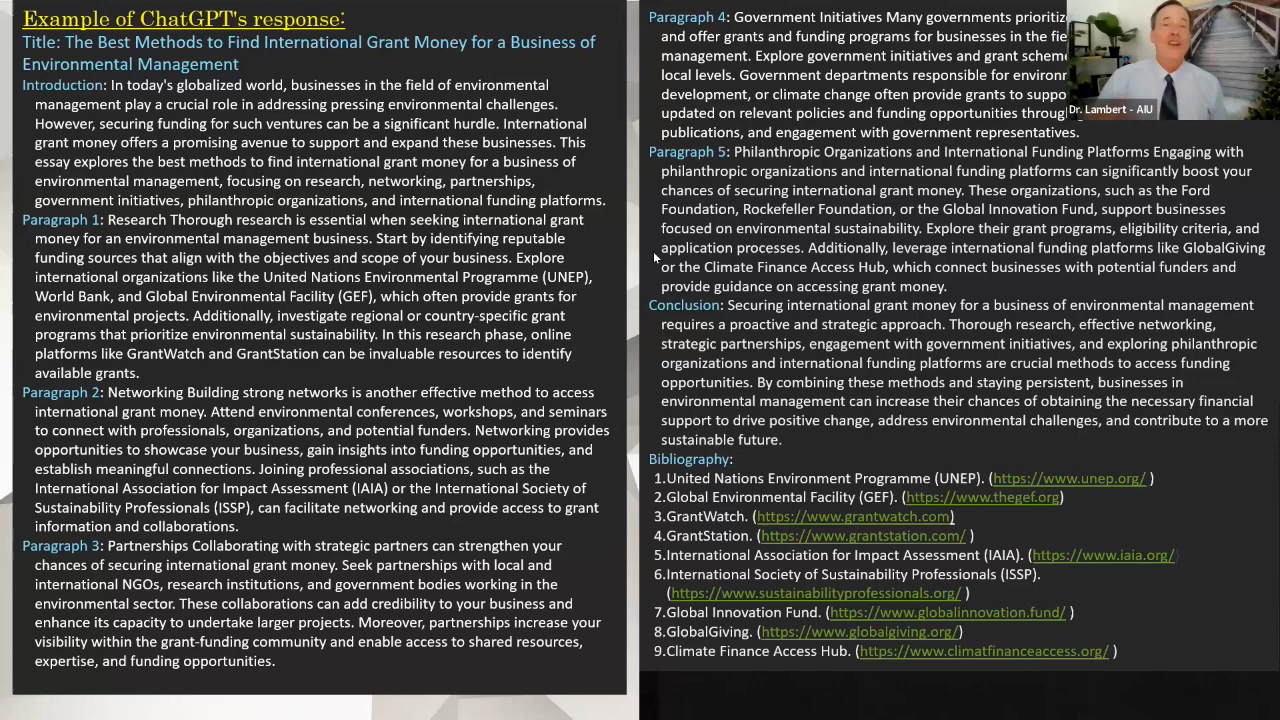 Example of ChatGPT's response:
Title: The Best Methods to Find International Grant Money for a Business of
Environmental Management
Introduction: In today's globalized world, businesses in the field of environmental
management play a crucial role in addressing pressing environmental challenges.
However, securing funding for such ventures can be a significant hurdle. International
grant money offers a promising avenue to support and expand these businesses. This
essay explores the best methods to find international grant money for a business of
environmental management, focusing on research, networking, partnerships,
government initiatives, philanthropic organizations, and international funding platforms.
Paragraph 1: Research Thorough research is essential when seeking international grant
money for an environmental management business. Start by identifying reputable
funding sources that align with the objectives and scope of your business. Explore
international organizations like the United Nations Environmental Programme (UNEP),
World Bank, and Global Environmental Facility (GEF), which often provide grants for
environmental projects. Additionally, investigate regional or country-specific grant
programs that prioritize environmental sustainability. In this research phase, online
platforms like GrantWatch and GrantStation can be invaluable resources to identify
available grants.
Paragraph 2: Networking Building strong networks is another effective method to access
international grant money. Attend environmental conferences, workshops, and seminars
to connect with professionals, organizations, and potential funders. Networking provides
opportunities to showcase your business, gain insights into funding opportunities, and
establish meaningful connections. Joining professional associations, such as the
International Association for Impact Assessment (IAIA) or the International Society of
Sustainability Professionals (ISSP), can facilitate networking and provide access to grant
information and collaborations.
Paragraph 3: Partnerships Collaborating with strategic partners can strengthen your
chances of securing international grant money. Seek partnerships with local and
international NGOs, research institutions, and government bodies working in the
environmental sector. These collaborations can add credibility to your business and
enhance its capacity to undertake larger projects. Moreover, partnerships increase your
visibility within the grant-funding community and enable access to shared resources,
expertise, and funding opportunities.
Paragraph 4: Government Initiatives Many governments
and offer grants and funding programs for businesses in the
management. Explore government initiatives and grant
local levels. Government departments responsible for
development, or climate change often provide grants to
updated on relevant policies and funding opportunities
publications, and engagement with government representatives.
Dr. Lambert - AIU
Paragraph 5: Philanthropic Organizations and International Funding Platforms Engaging with
philanthropic organizations and international funding platforms can significantly boost your
chances of securing international grant money. These organizations, such as the Ford
Foundation, Rockefeller Foundation, or the Global Innovation Fund, support businesses
focused on environmental sustainability. Explore their grant programs, eligibility criteria, and
application processes. Additionally, leverage international funding platforms like GlobalGiving
or the Climate Finance Access Hub, which connect businesses with potential funders and
provide guidance on accessing grant money.
Conclusion: Securing international grant money for a business of environmental management
requires a proactive and strategic approach. Thorough research, effective networking,
strategic partnerships, engagement with government initiatives, and exploring philanthropic
organizations and international funding platforms are crucial methods to access funding
opportunities. By combining these methods and staying persistent, businesses in
environmental management can increase their chances of obtaining the necessary financial
support to drive positive change, address environmental challenges, and contribute to a more
sustainable future.
Bibliography:
1.United Nations Environment Programme (UNEP). (https://www.unep.org/ )
2.Global Environmental Facility (GEF). (https://www.thegef.org)
3.GrantWatch. (https://www.grantwatch.com)
4.GrantStation. (https://www.grantstation.com/ )
5.International Association for Impact Assessment (IAIA). (https://www.iaia.org/)
6.International Society of Sustainability Professionals (ISSP).
(https://www.sustainabilityprofessionals.org/ )
7.Global Innovation Fund. (https://www.globalinnovation.fund/ )
8.GlobalGiving. (https://www.globalgiving.org/)
9.Climate Finance Access Hub. (https://www.climatfinanceaccess.org/ )